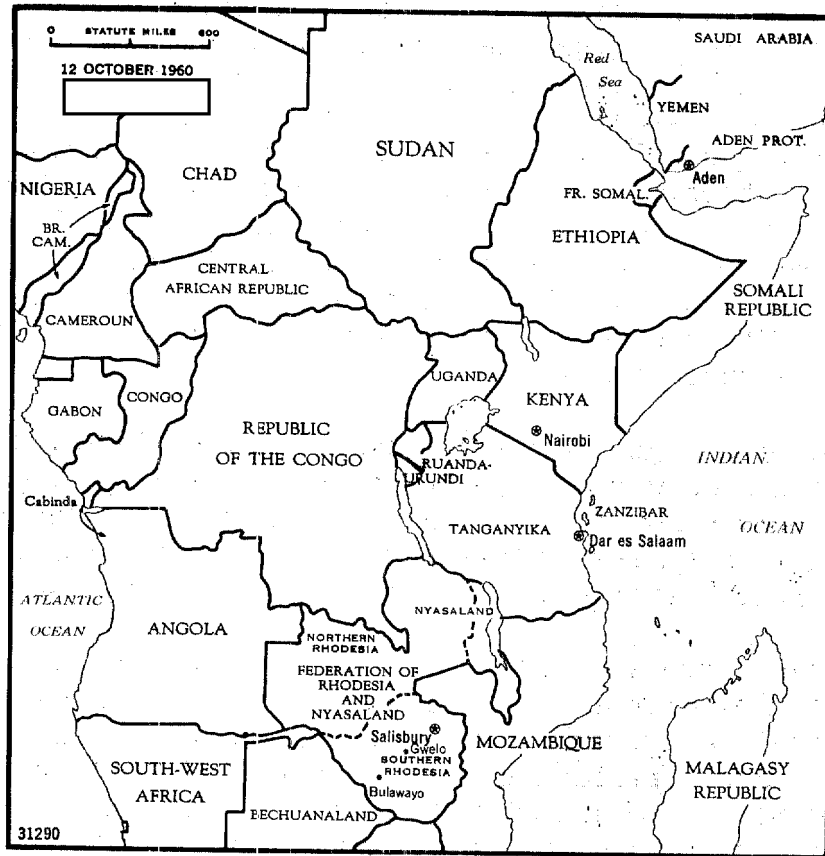 0 STATUTE MILES 600
12 OCTOBER 1960
SAUDI ARABIA
Red
Sea
YEMEN
ADEN PROT.
Aden
SUDAN
CHAD
NIGERIA
BR.
CAM.
FR. SOMAL.
ETHIOPIA
CENTRAL
AFRICAN REPUBLIC
SOMALI
REPUBLIC
CAMEROUN
UGANDA
KENYA
Nairobi
GABON
CONGO
REPUBLIC
OF THE CONGO
RUANDA-
URUNDI
INDIAN
OCEAN
Cabinda
ZANZIBAR
TANGANYIKA
Dar es Salaam
ATLANTIC
OCEAN
ANGOLA
NYASALAND
NORTHERN
RHODESIA
FEDERATION OF
RHODESIA
AND
NYASALAND
Salisbury
Gwelo
SOUTHERN
RHODESIA
Bulawayo
MOZAMBIQUE
SOUTH-WEST
AFRICA
BECHUANALAND
MALAGASY
REPUBLIC
31290